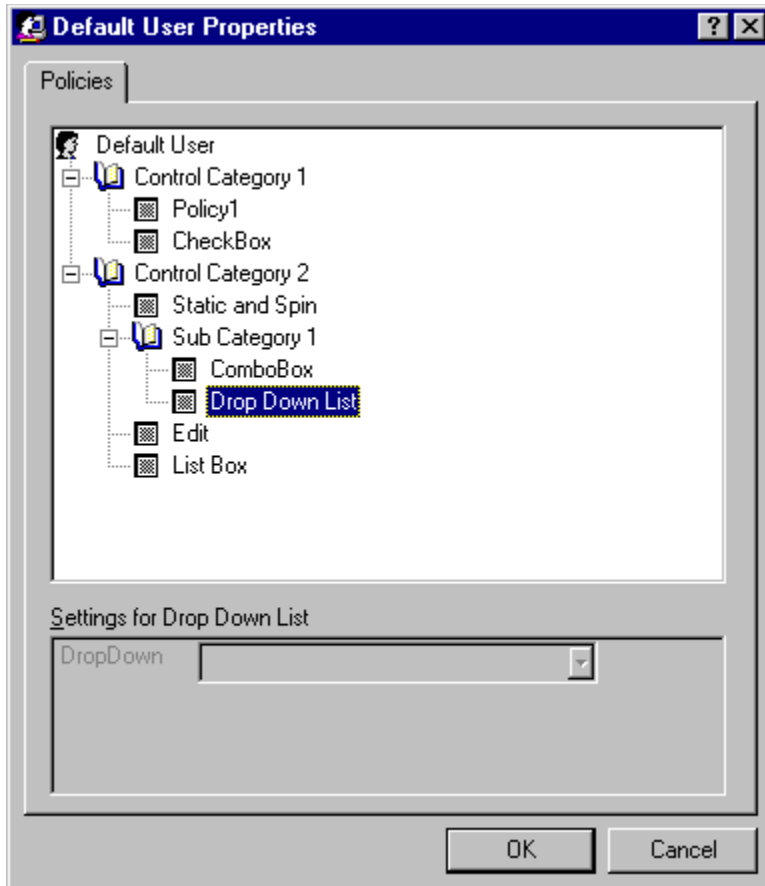 Default User Properties
Policies
Default User
Control Category 1
Policy1
CheckBox
Control Category 2
Static and Spin
Sub Category 1
ComboBox
Drop Down List
Edit
List Box
Settings for Drop Down List
DropDown
OK Cancel